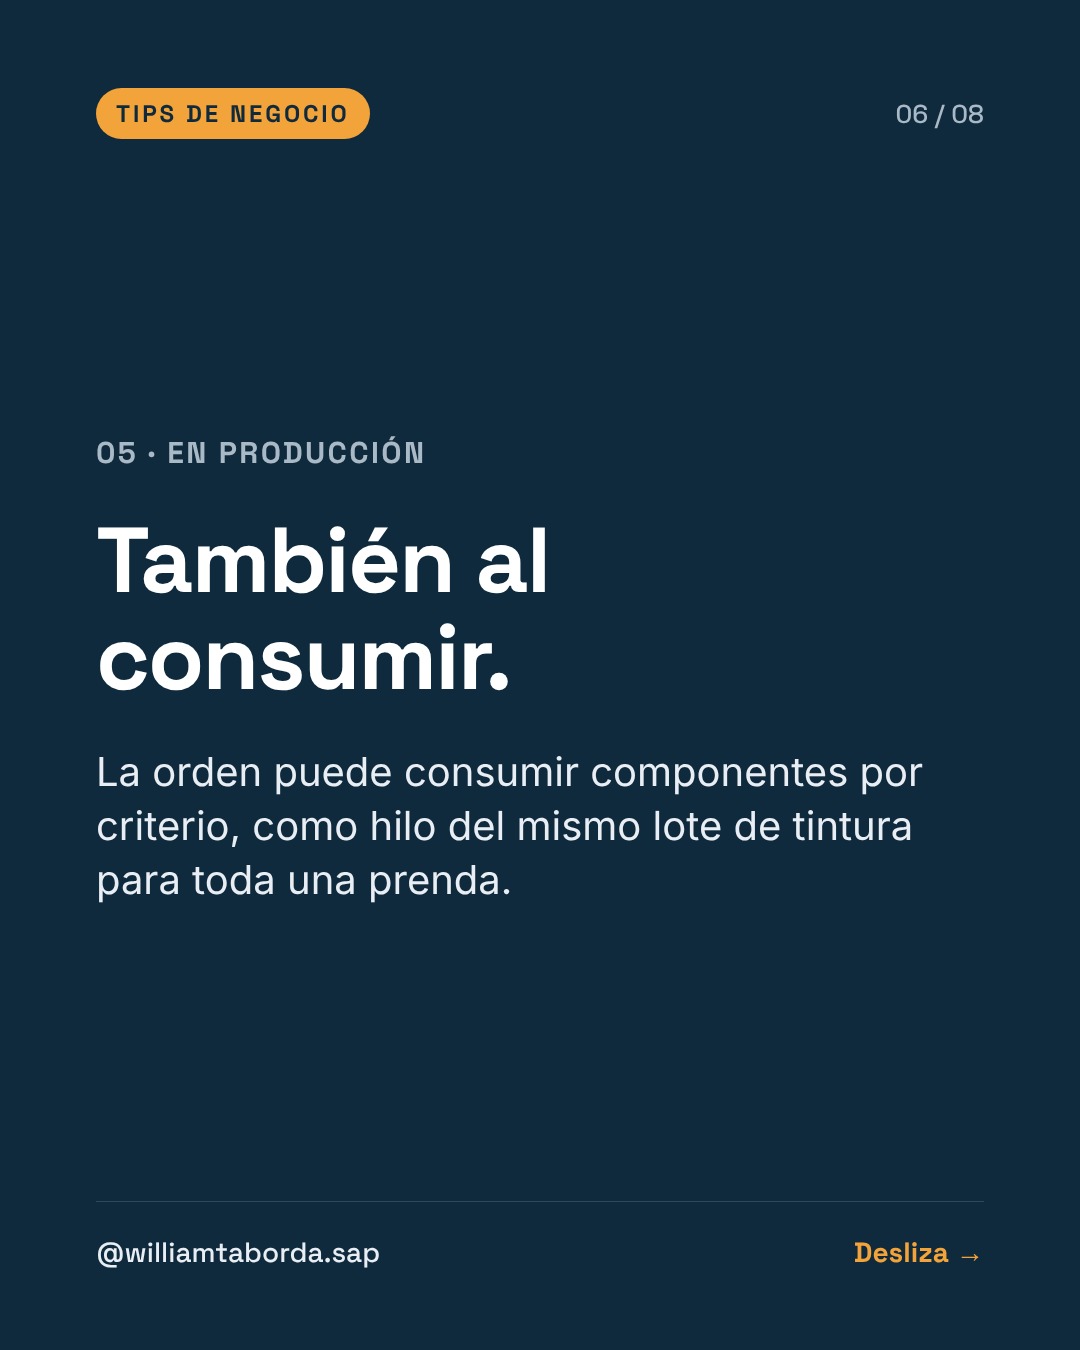 TIPS DE NEGOCIO
06 / 08
05 · EN PRODUCCIÓN
También al
consumir.
La orden puede consumir componentes por
criterio, como hilo del mismo lote de tintura
para toda una prenda.
@williamtaborda.sap
Desliza →